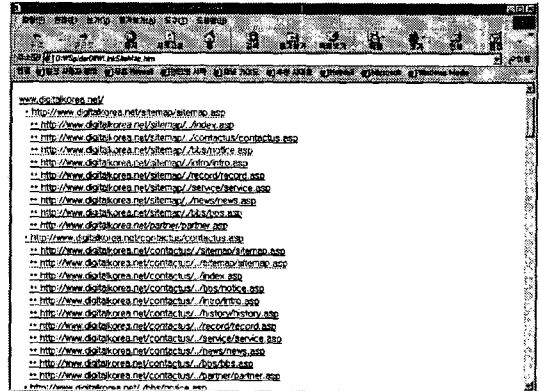 www.digitalkorea.net/
• http://www.digitalkorea.net/sitemap/sitemap.asp
•• http://www.digitalkorea.net/sitemap/../index.asp
•• http://www.digitalkorea.net/sitemap/../contactus/contactus.asp
•• http://www.digitalkorea.net/sitemap/../bbs/notice.asp
•• http://www.digitalkorea.net/sitemap/../intro/intro.asp
•• http://www.digitalkorea.net/sitemap/../record/record.asp
•• http://www.digitalkorea.net/sitemap/../service/service.asp
•• http://www.digitalkorea.net/sitemap/../news/news.asp
•• http://www.digitalkorea.net/sitemap/../bbs/bbs.asp
•• http://www.digitalkorea.net/partner/partner.asp
• http://www.digitalkorea.net/contactus/contactus.asp
•• http://www.digitalkorea.net/contactus/../sitemap/sitemap.asp
•• http://www.digitalkorea.net/contactus/../sitemap/sitemap.asp
•• http://www.digitalkorea.net/contactus/../index.asp
•• http://www.digitalkorea.net/contactus/../bbs/notice.asp
•• http://www.digitalkorea.net/contactus/../intro/intro.asp
•• http://www.digitalkorea.net/contactus/../history/history.asp
•• http://www.digitalkorea.net/contactus/../record/record.asp
•• http://www.digitalkorea.net/contactus/../service/service.asp
•• http://www.digitalkorea.net/contactus/../news/news.asp
•• http://www.digitalkorea.net/contactus/../bbs/bbs.asp
•• http://www.digitalkorea.net/contactus/../partner/partner.asp
• http://www.digitalkorea.net/../bbs/notice.asp